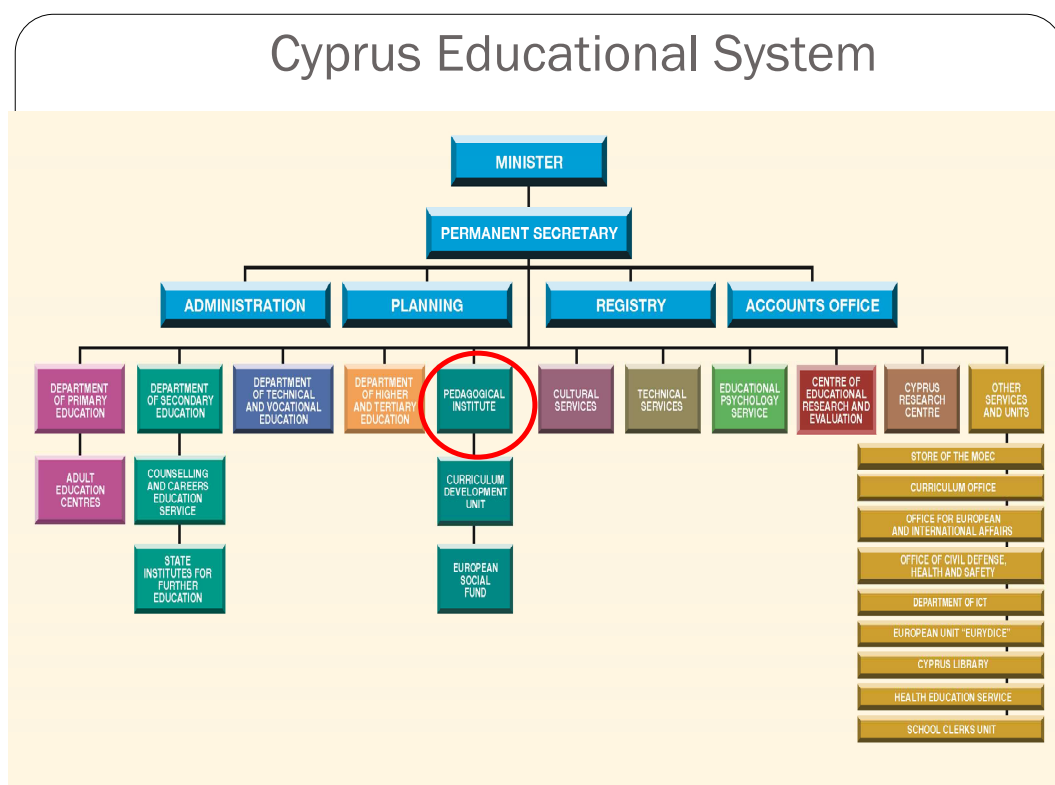 Cyprus Educational System
MINISTER
PERMANENT SECRETARY
ADMINISTRATION
PLANNING
REGISTRY
ACCOUNTS OFFICE
DEPARTMENT
OF PRIMARY
EDUCATION
DEPARTMENT
OF SECONDARY
EDUCATION
DEPARTMENT
OF TECHNICAL
AND VOCATIONAL
EDUCATION
DEPARTMENT
OF HIGHER
AND TERTIARY
EDUCATION
PEDAGOGICAL
INSTITUTE
CULTURAL
SERVICES
TECHNICAL
SERVICES
EDUCATIONAL
PSYCHOLOGY
SERVICE
CENTRE OF
EDUCATIONAL
RESEARCH AND
EVALUATION
CYPRUS
RESEARCH
CENTRE
OTHER
SERVICES
AND UNITS
ADULT
EDUCATION
CENTRES
COUNSELLING
AND CAREERS
EDUCATION
SERVICE
STATE
INSTITUTES FOR
FURTHER
EDUCATION
CURRICULUM
DEVELOPMENT
UNIT
EUROPEAN
SOCIAL
FUND
STORE OF THE MOEC
CURRICULUM OFFICE
OFFICE FOR EUROPEAN
AND INTERNATIONAL AFFAIRS
OFFICE OF CIVIL DEFENSE,
HEALTH AND SAFETY
DEPARTMENT OF ICT
EUROPEAN UNIT "EURYDICE"
CYPRUS LIBRARY
HEALTH EDUCATION SERVICE
SCHOOL CLERKS UNIT